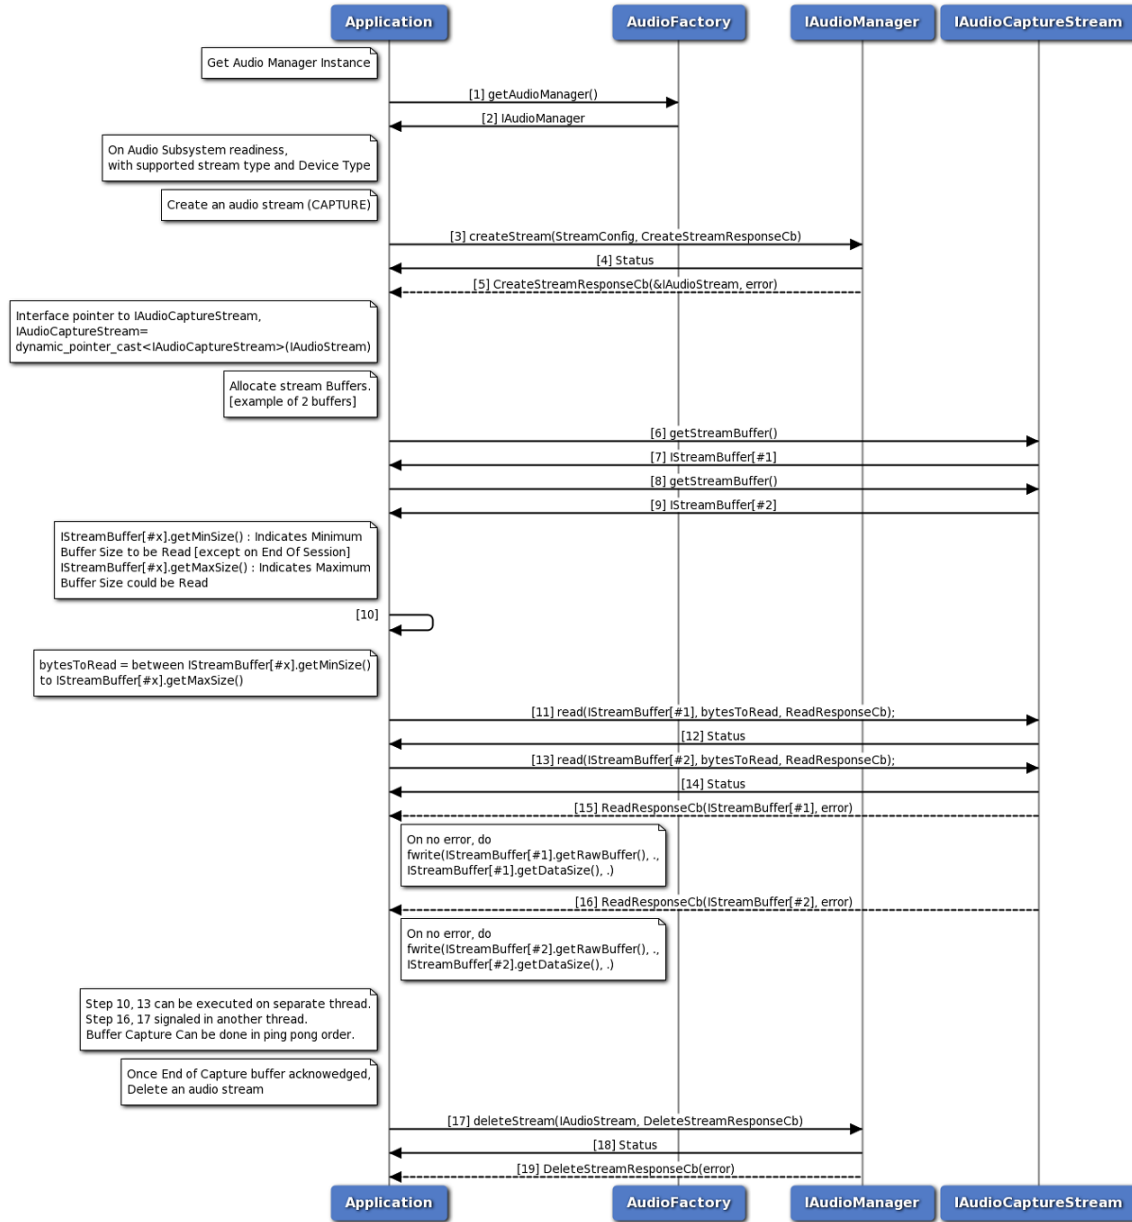 Application
AudioFactory
IAudioManager
IAudioCaptureStream
Get Audio Manager Instance
[1] getAudioManager()
[2] IAudioManager
On Audio Subsystem readiness,
with supported stream type and Device Type
Create an audio stream (CAPTURE)
[3] createStream(StreamConfig, CreateStreamResponseCb)
[4] Status
[5] CreateStreamResponseCb(&IAudioStream, error)
Interface pointer to IAudioCaptureStream,
IAudioCaptureStream=
dynamic_pointer_cast<IAudioCaptureStream>(IAudioStream)
Allocate stream Buffers.
[example of 2 buffers]
[6] getStreamBuffer()
[7] IStreamBuffer[#1]
[8] getStreamBuffer()
[9] IStreamBuffer[#2]
IStreamBuffer[#x].getMinSize() : Indicates Minimum
Buffer Size to be Read [except on End Of Session]
IStreamBuffer[#x].getMaxSize() : Indicates Maximum
Buffer Size could be Read
[10]
bytesToRead = between IStreamBuffer[#x].getMinSize()
to IStreamBuffer[#x].getMaxSize()
[11] read(IStreamBuffer[#1], bytesToRead, ReadResponseCb);
[12] Status
[13] read(IStreamBuffer[#2], bytesToRead, ReadResponseCb);
[14] Status
[15] ReadResponseCb(IStreamBuffer[#1], error)
On no error, do
fwrite(IStreamBuffer[#1].getRawBuffer(), .,
IStreamBuffer[#1].getDataSize(), .)
[16] ReadResponseCb(IStreamBuffer[#2], error)
On no error, do
fwrite(IStreamBuffer[#2].getRawBuffer(), .,
IStreamBuffer[#2].getDataSize(), .)
Step 10, 13 can be executed on separate thread.
Step 16, 17 signaled in another thread.
Buffer Capture Can be done in ping pong order.
Once End of Capture buffer acknowedged,
Delete an audio stream
[17] deleteStream(IAudioStream, DeleteStreamResponseCb)
[18] Status
[19] DeleteStreamResponseCb(error)
Application
AudioFactory
IAudioManager
IAudioCaptureStream